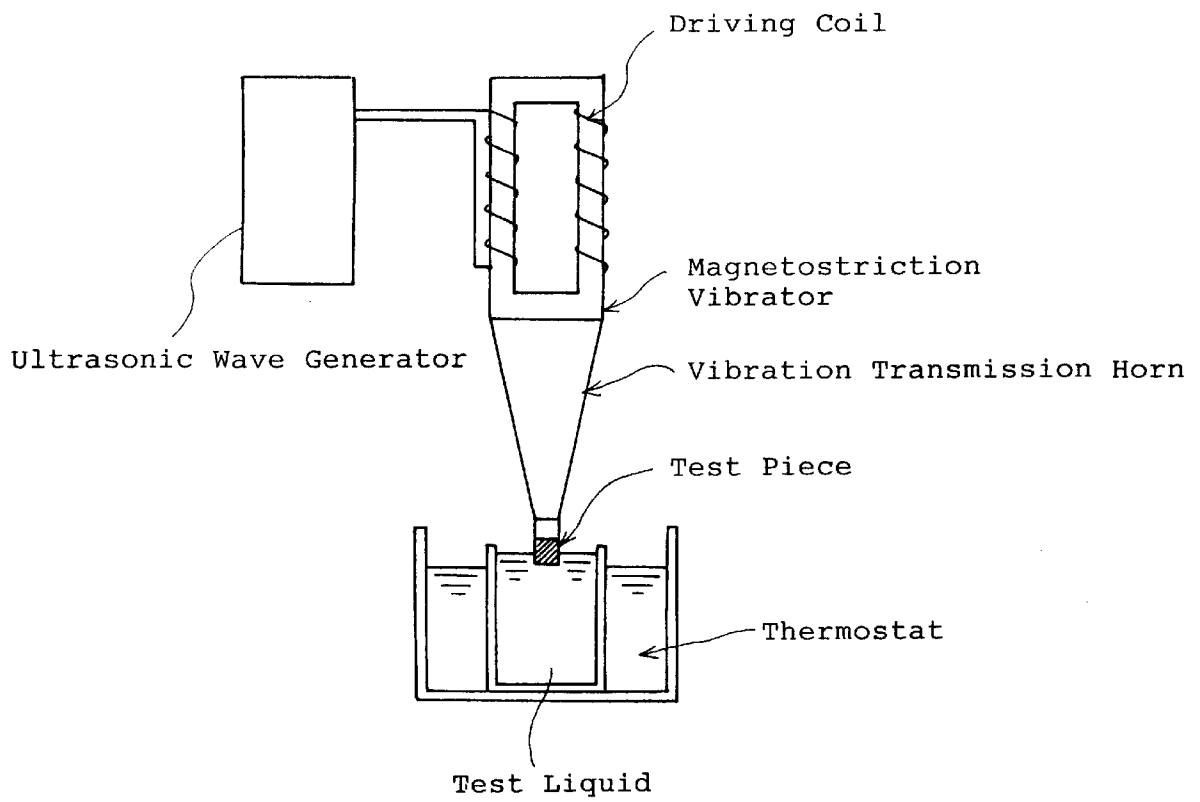 Driving Coil
Magnetostriction
Vibrator
Ultrasonic Wave Generator
Vibration Transmission Horn
Test Piece
Thermostat
Test Liquid